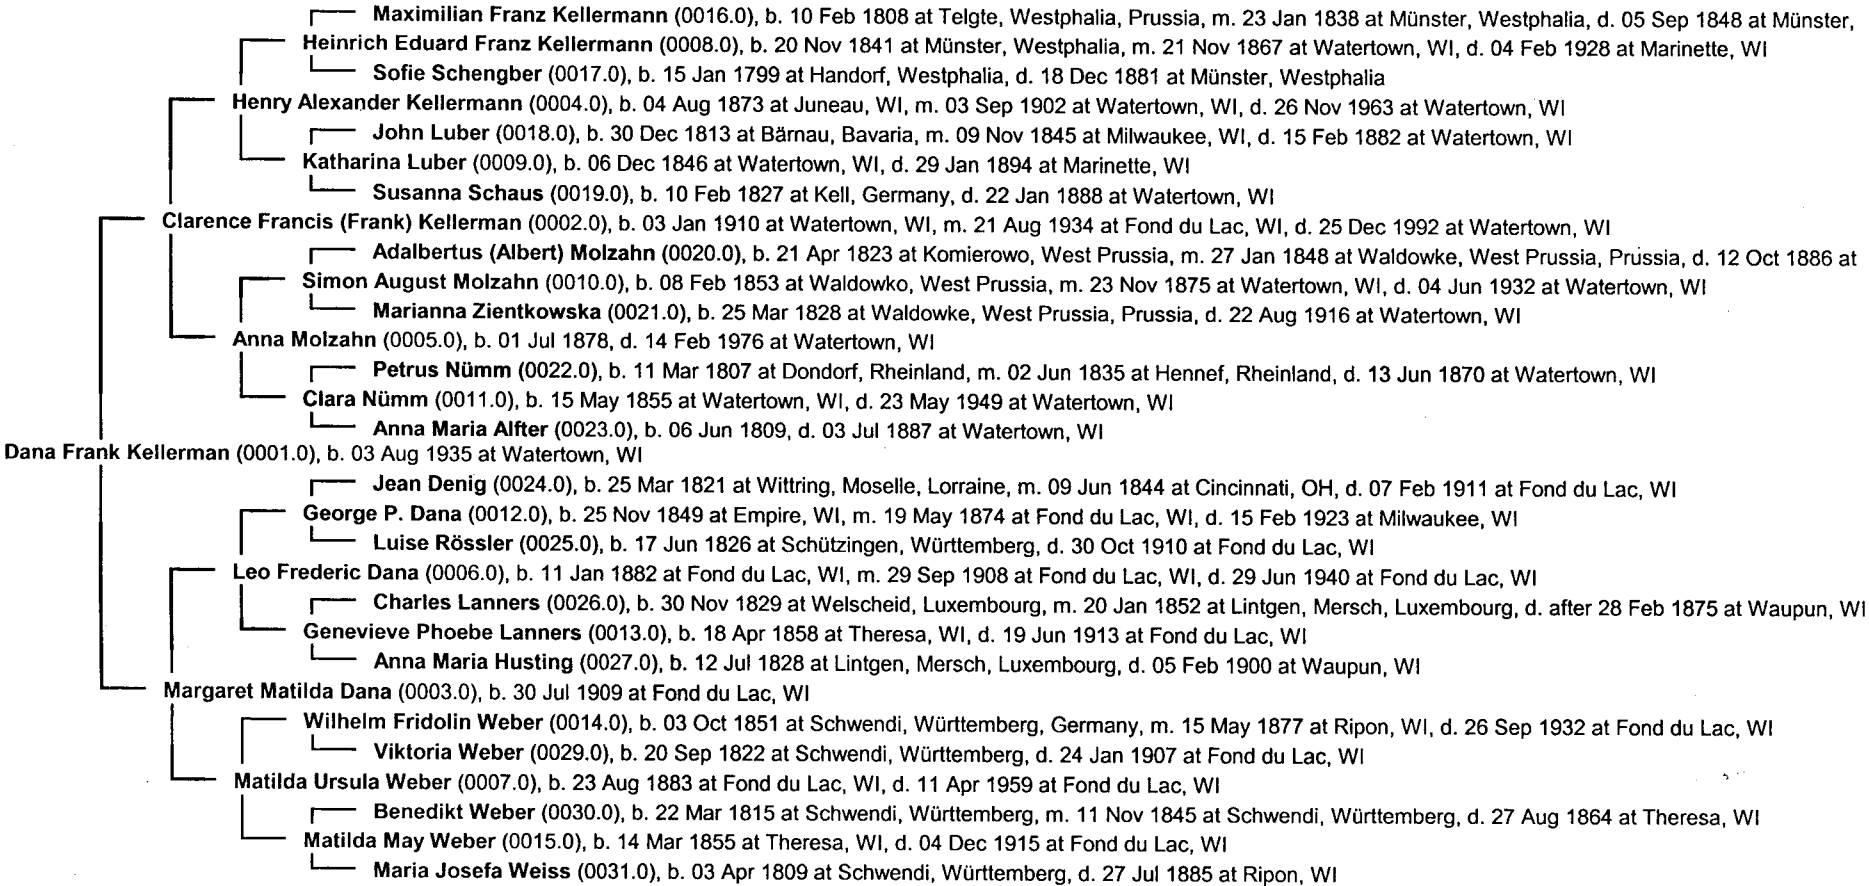 Maximilian Franz Kellermann (0016.0), b. 10 Feb 1808 at Telgte, Westphalia, Prussia, m. 23 Jan 1838 at Münster, Westphalia, d. 05 Sep 1848 at Münster,
Heinrich Eduard Franz Kellermann (0008.0), b. 20 Nov 1841 at Münster, Westphalia, m. 21 Nov 1867 at Watertown, WI, d. 04 Feb 1928 at Marinette, WI
Sofie Schengber (0017.0), b. 15 Jan 1799 at Handorf, Westphalia, d. 18 Dec 1881 at Münster, Westphalia
Henry Alexander Kellermann (0004.0), b. 04 Aug 1873 at Juneau, WI, m. 03 Sep 1902 at Watertown, WI, d. 26 Nov 1963 at Watertown, WI
John Luber (0018.0), b. 30 Dec 1813 at Bärnau, Bavaria, m. 09 Nov 1845 at Milwaukee, WI, d. 15 Feb 1882 at Watertown, WI
Katharina Luber (0009.0), b. 06 Dec 1846 at Watertown, WI, d. 29 Jan 1894 at Marinette, WI
Susanna Schaus (0019.0), b. 10 Feb 1827 at Kell, Germany, d. 22 Jan 1888 at Watertown, WI
Clarence Francis (Frank) Kellerman (0002.0), b. 03 Jan 1910 at Watertown, WI, m. 21 Aug 1934 at Fond du Lac, WI, d. 25 Dec 1992 at Watertown, WI
Adalbertus (Albert) Molzahn (0020.0), b. 21 Apr 1823 at Komierowo, West Prussia, m. 27 Jan 1848 at Waldowke, West Prussia, Prussia, d. 12 Oct 1886 at
Simon August Molzahn (0010.0), b. 08 Feb 1853 at Waldowko, West Prussia, m. 23 Nov 1875 at Watertown, WI, d. 04 Jun 1932 at Watertown, WI
Marianna Zientkowska (0021.0), b. 25 Mar 1828 at Waldowke, West Prussia, Prussia, d. 22 Aug 1916 at Watertown, WI
Anna Molzahn (0005.0), b. 01 Jul 1878, d. 14 Feb 1976 at Watertown, WI
Petrus Nümm (0022.0), b. 11 Mar 1807 at Dondorf, Rheinland, m. 02 Jun 1835 at Hennef, Rheinland, d. 13 Jun 1870 at Watertown, WI
Clara Nümm (0011.0), b. 15 May 1855 at Watertown, WI, d. 23 May 1949 at Watertown, WI
Anna Maria Alfter (0023.0), b. 06 Jun 1809, d. 03 Jul 1887 at Watertown, WI
Dana Frank Kellerman (0001.0), b. 03 Aug 1935 at Watertown, WI
Jean Denig (0024.0), b. 25 Mar 1821 at Wittring, Moselle, Lorraine, m. 09 Jun 1844 at Cincinnati, OH, d. 07 Feb 1911 at Fond du Lac, WI
George P. Dana (0012.0), b. 25 Nov 1849 at Empire, WI, m. 19 May 1874 at Fond du Lac, WI, d. 15 Feb 1923 at Milwaukee, WI
Luise Rössler (0025.0), b. 17 Jun 1826 at Schützingen, Württemberg, d. 30 Oct 1910 at Fond du Lac, WI
Leo Frederic Dana (0006.0), b. 11 Jan 1882 at Fond du Lac, WI, m. 29 Sep 1908 at Fond du Lac, WI, d. 29 Jun 1940 at Fond du Lac, WI
Charles Lanners (0026.0), b. 30 Nov 1829 at Welscheid, Luxembourg, m. 20 Jan 1852 at Lintgen, Mersch, Luxembourg, d. after 28 Feb 1875 at Waupun, WI
Genevieve Phoebe Lanners (0013.0), b. 18 Apr 1858 at Theresa, WI, d. 19 Jun 1913 at Fond du Lac, WI
Anna Maria Husting (0027.0), b. 12 Jul 1828 at Lintgen, Mersch, Luxembourg, d. 05 Feb 1900 at Waupun, WI
Margaret Matilda Dana (0003.0), b. 30 Jul 1909 at Fond du Lac, WI
Wilhelm Fridolin Weber (0014.0), b. 03 Oct 1851 at Schwendi, Württemberg, Germany, m. 15 May 1877 at Ripon, WI, d. 26 Sep 1932 at Fond du Lac, WI
Viktoria Weber (0029.0), b. 20 Sep 1822 at Schwendi, Württemberg, d. 24 Jan 1907 at Fond du Lac, WI
Matilda Ursula Weber (0007.0), b. 23 Aug 1883 at Fond du Lac, WI, d. 11 Apr 1959 at Fond du Lac, WI
Benedikt Weber (0030.0), b. 22 Mar 1815 at Schwendi, Württemberg, m. 11 Nov 1845 at Schwendi, Württemberg, d. 27 Aug 1864 at Theresa, WI
Matilda May Weber (0015.0), b. 14 Mar 1855 at Theresa, WI, d. 04 Dec 1915 at Fond du Lac, WI
Maria Josefa Weiss (0031.0), b. 03 Apr 1809 at Schwendi, Württemberg, d. 27 Jul 1885 at Ripon, WI